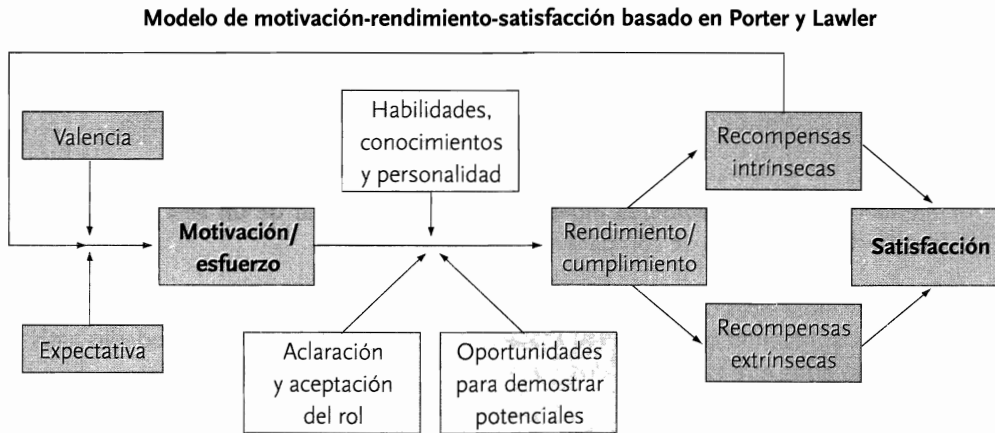 Modelo de motivación-rendimiento-satisfacción basado en Porter y Lawler
Valencia
Habilidades,
conocimientos
y personalidad
Recompensas
intrínsecas
Motivación/
esfuerzo
Rendimiento/
cumplimiento
Satisfacción
Expectativa
Aclaración
y aceptación
del rol
Oportunidades
para demostrar
potenciales
Recompensas
extrínsecas